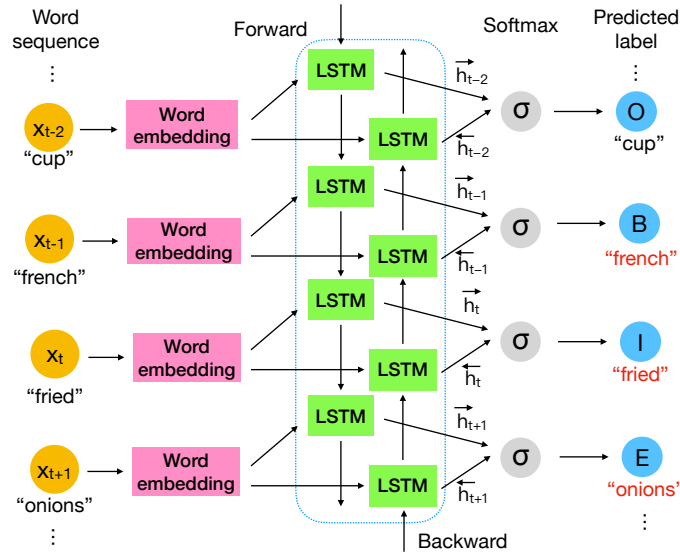 Word
sequence
Forward
Softmax
Predicted
label
⋮
⋮
LSTM
h→t-2
Xt-2
Word
embedding
σ
O
LSTM
h←t-2
“cup”
“cup”
LSTM
h→t-1
Xt-1
Word
embedding
σ
B
LSTM
h←t-1
“french”
“french”
LSTM
h→t
Xt
Word
embedding
σ
I
LSTM
h←t
“fried”
“fried”
LSTM
h→t+1
Xt+1
Word
embedding
σ
E
LSTM
h←t+1
“onions”
“onions’
⋮
⋮
Backward